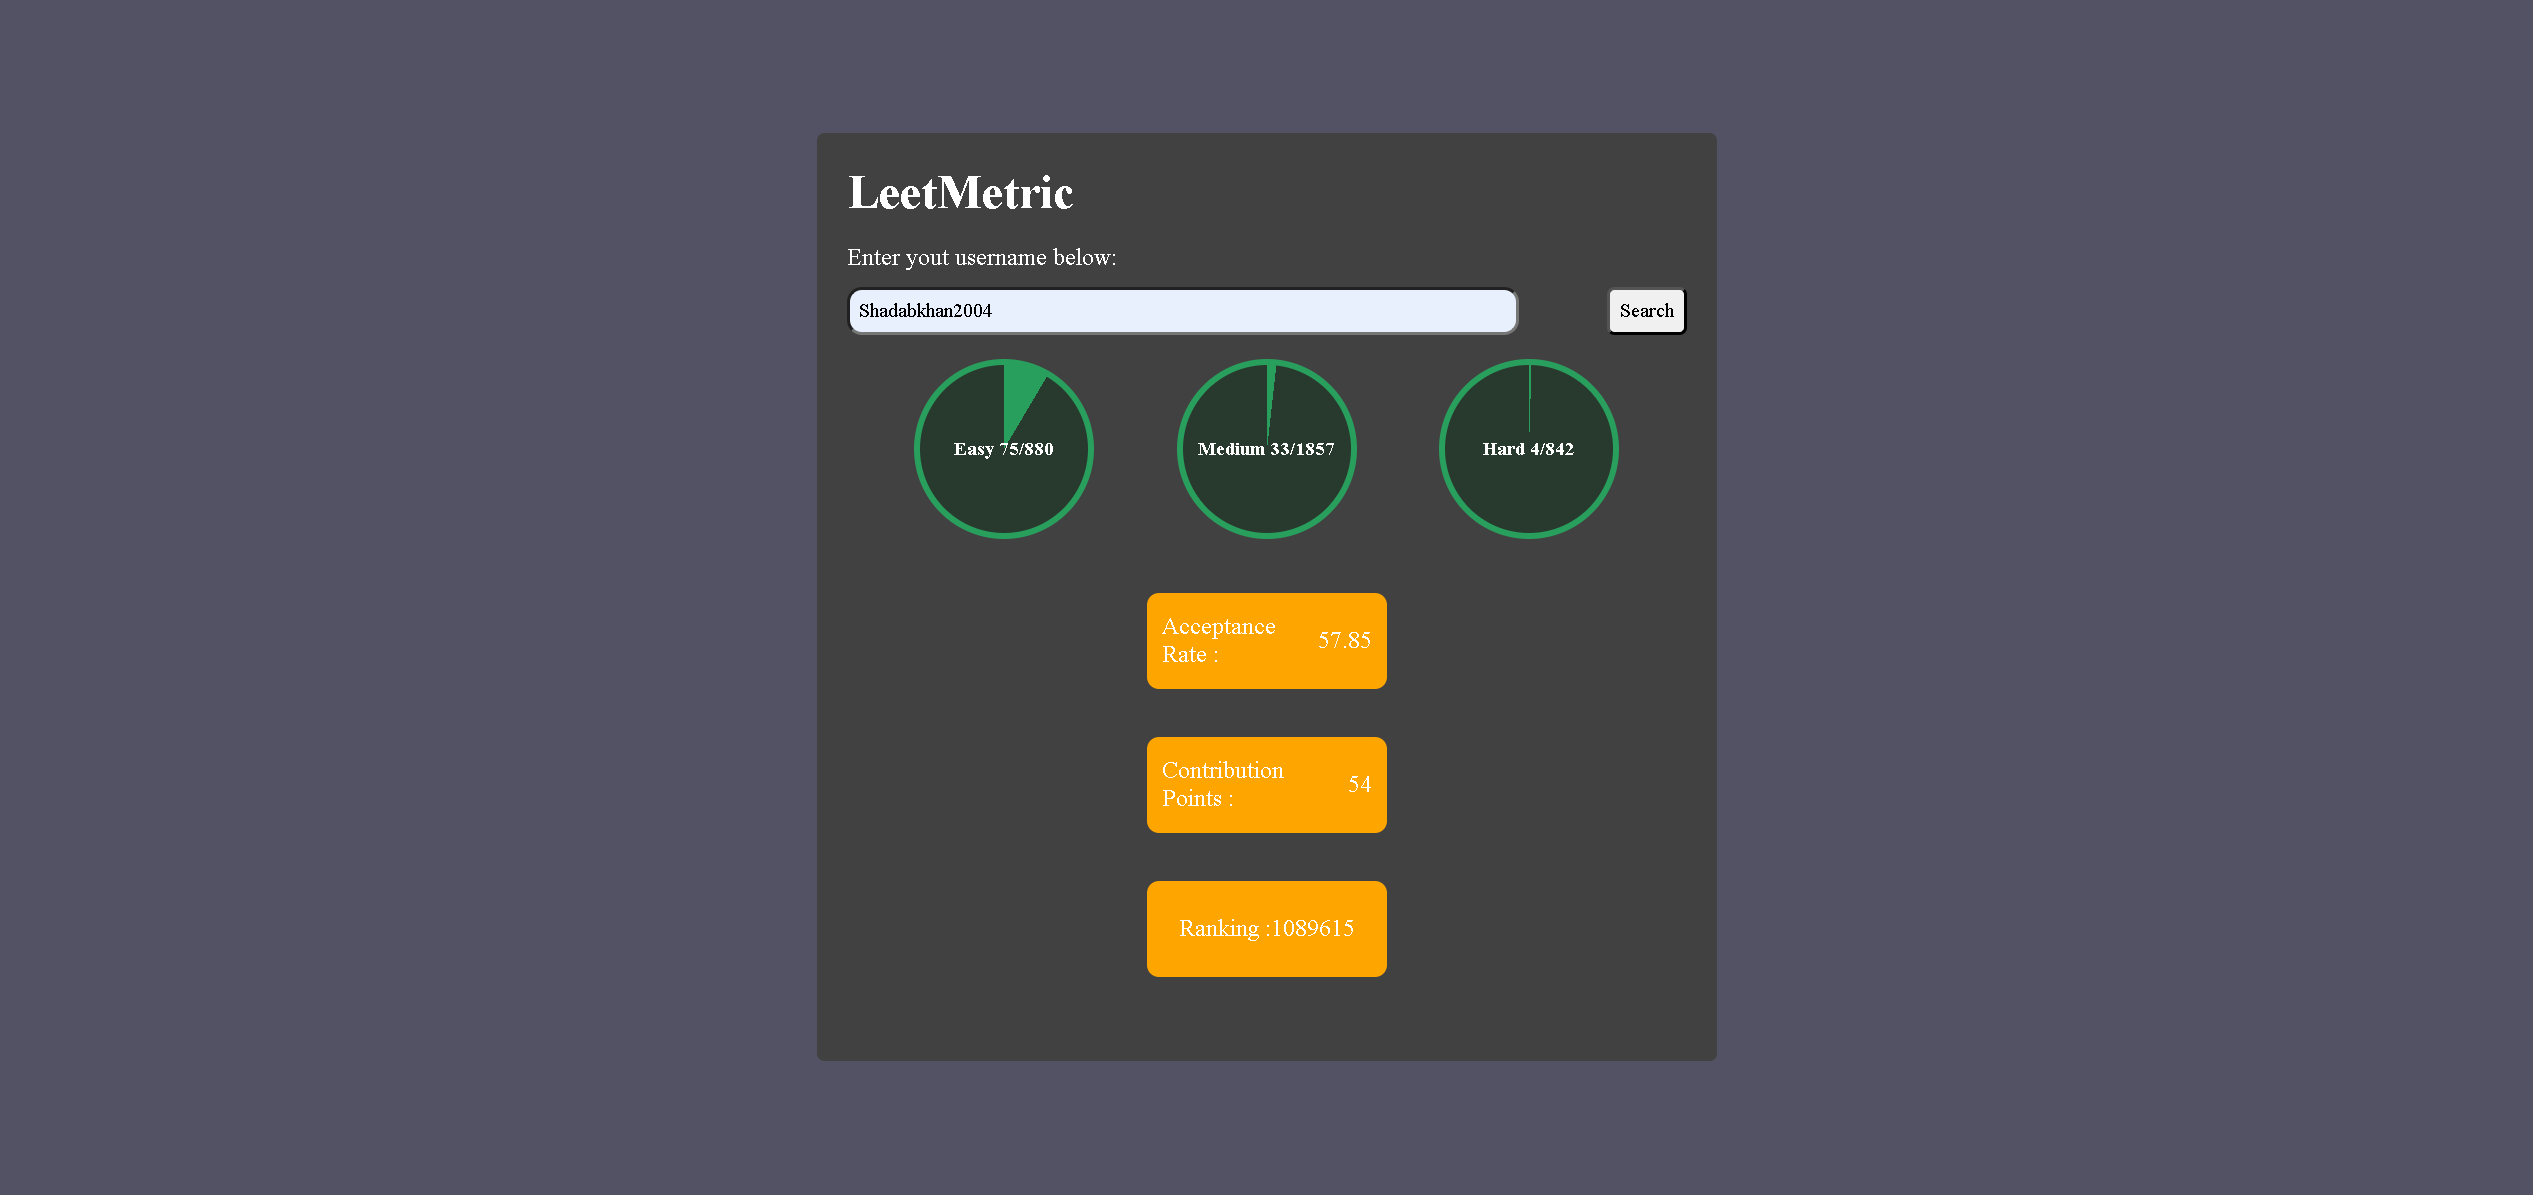 LeetMetric
Enter yout username below:
Shadabkhan2004
Search
Easy 75/880
Medium 33/1857
Hard 4/842
Acceptance
Rate :
57.85
Contribution
Points :
54
Ranking :1089615